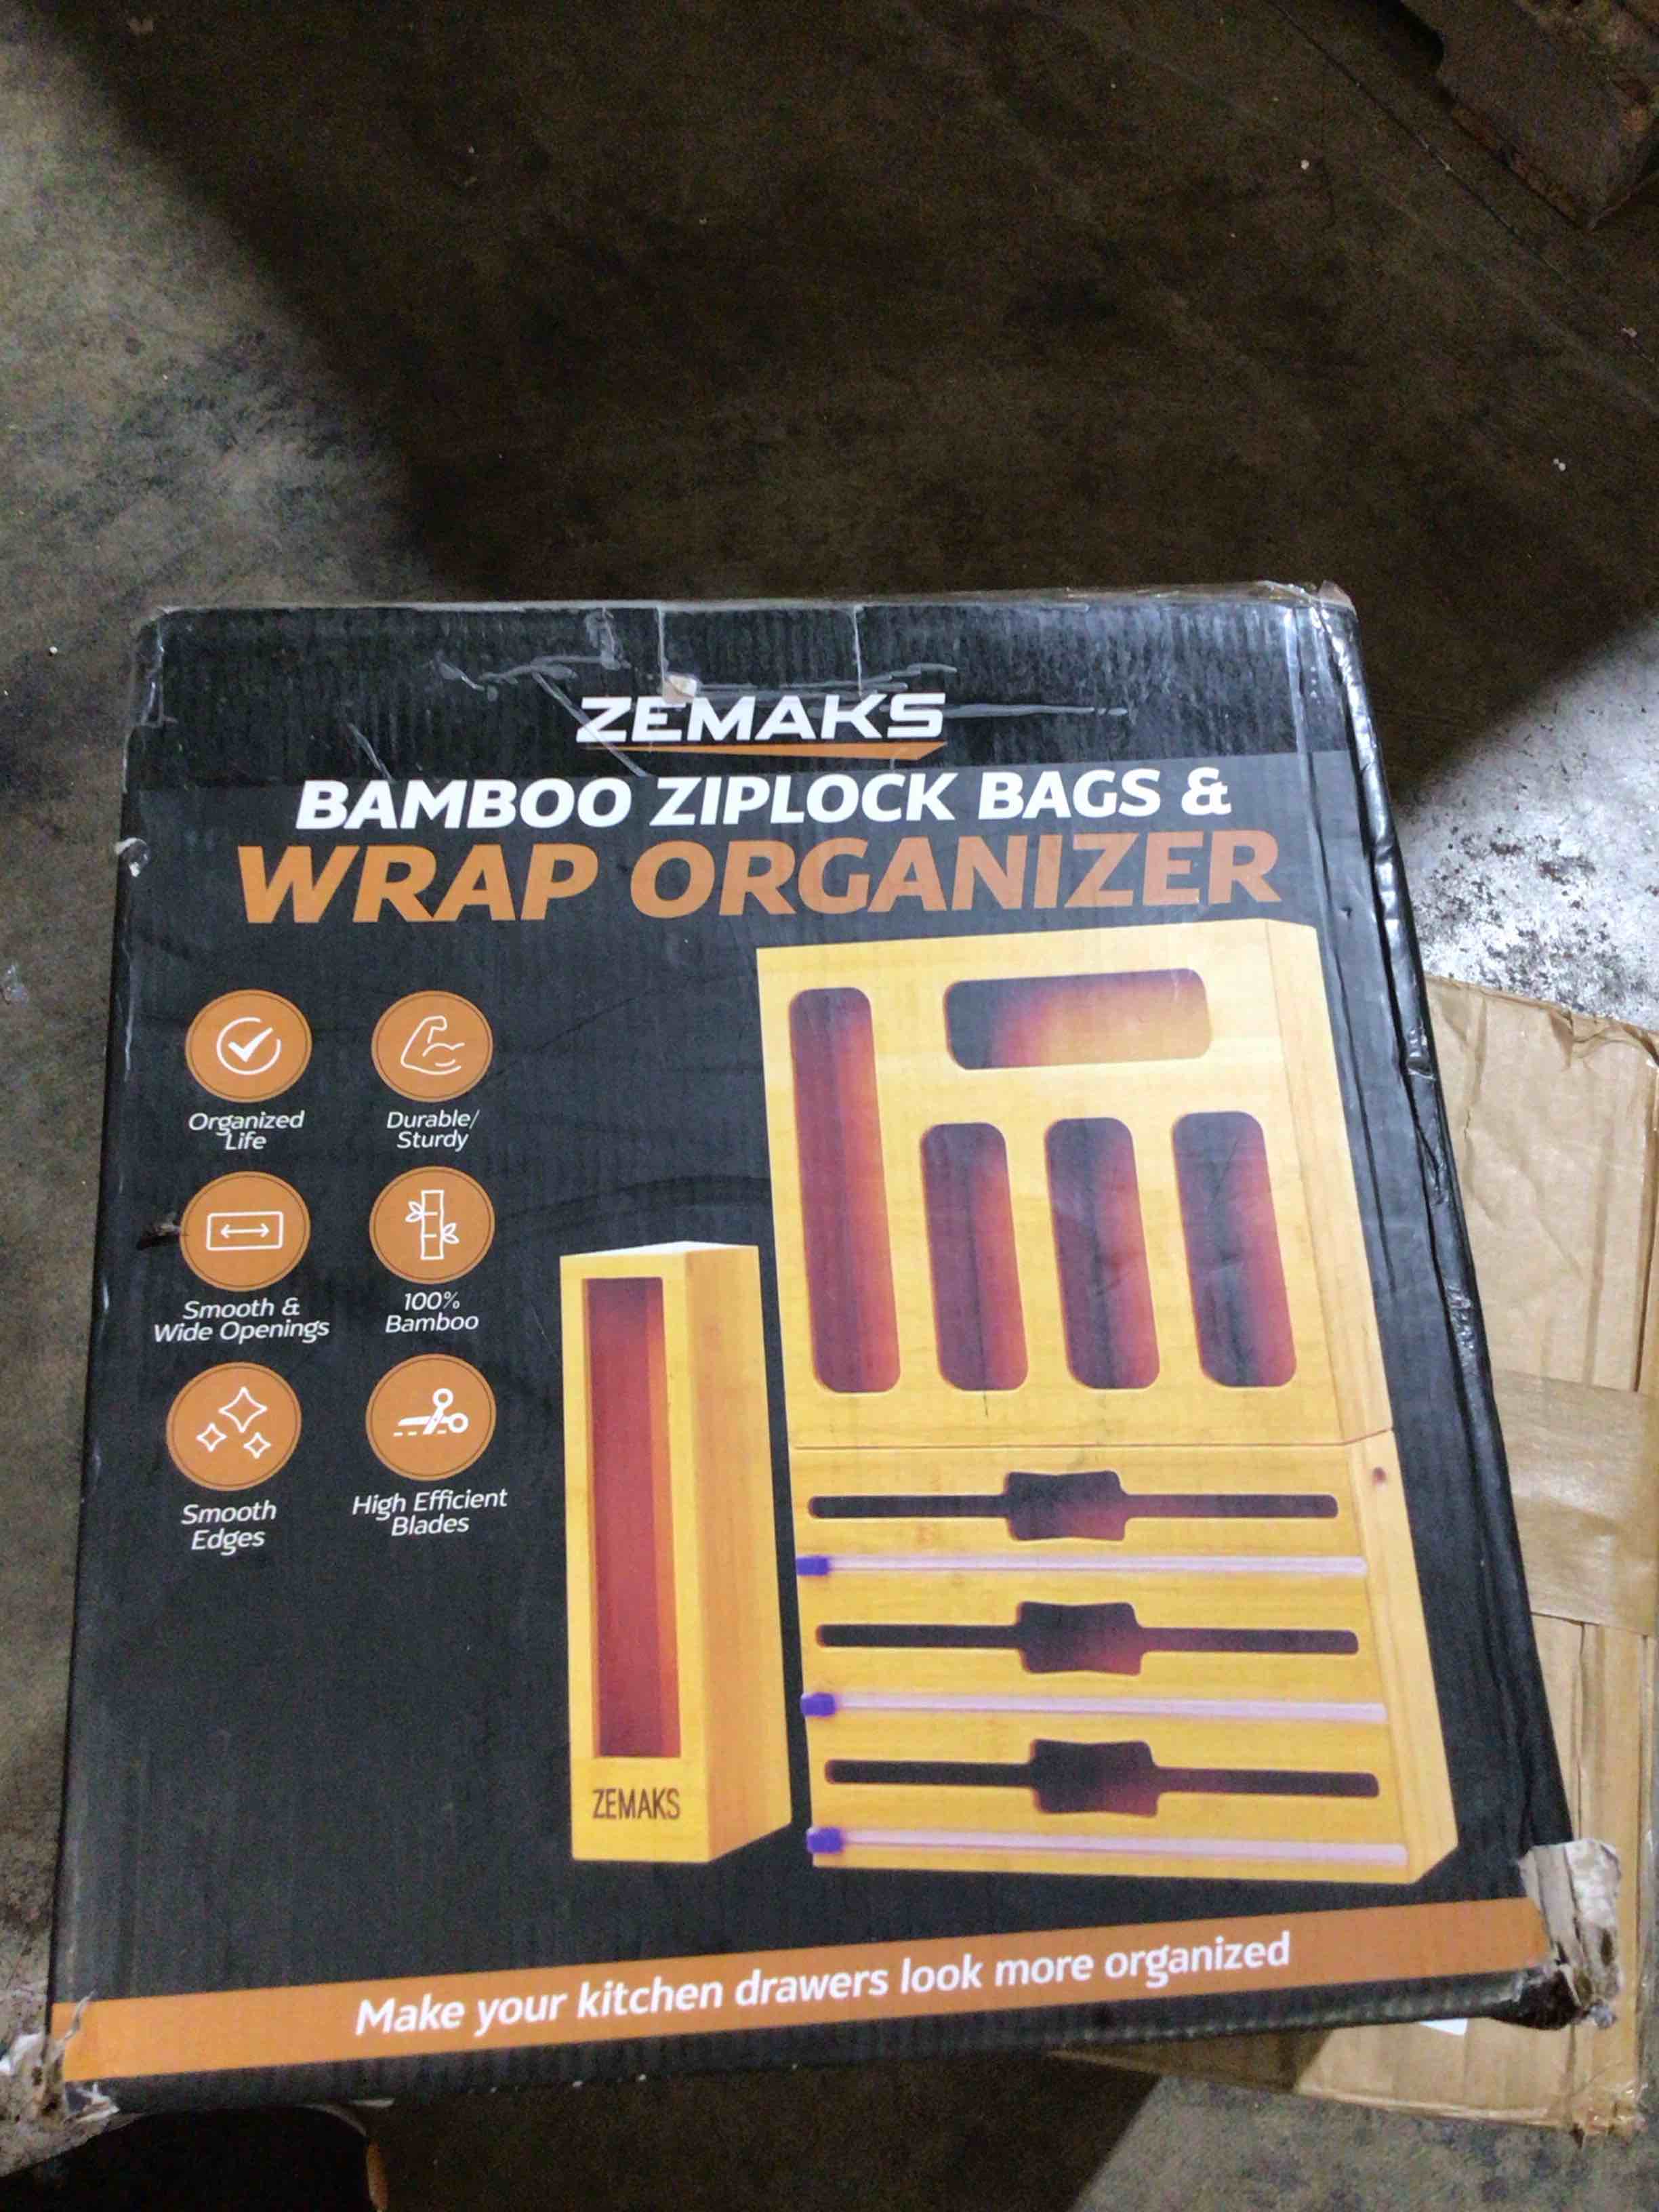 ZEMAKS
BAMBOO ZIPLOCK BAGS &
WRAP ORGANIZER
Organized
Life
Durable/
Sturdy
Smooth &
Wide Openings
100%
Bamboo
Smooth
Edges
High Efficient
Blades
ZEMAKS
Make your kitchen drawers look more organized